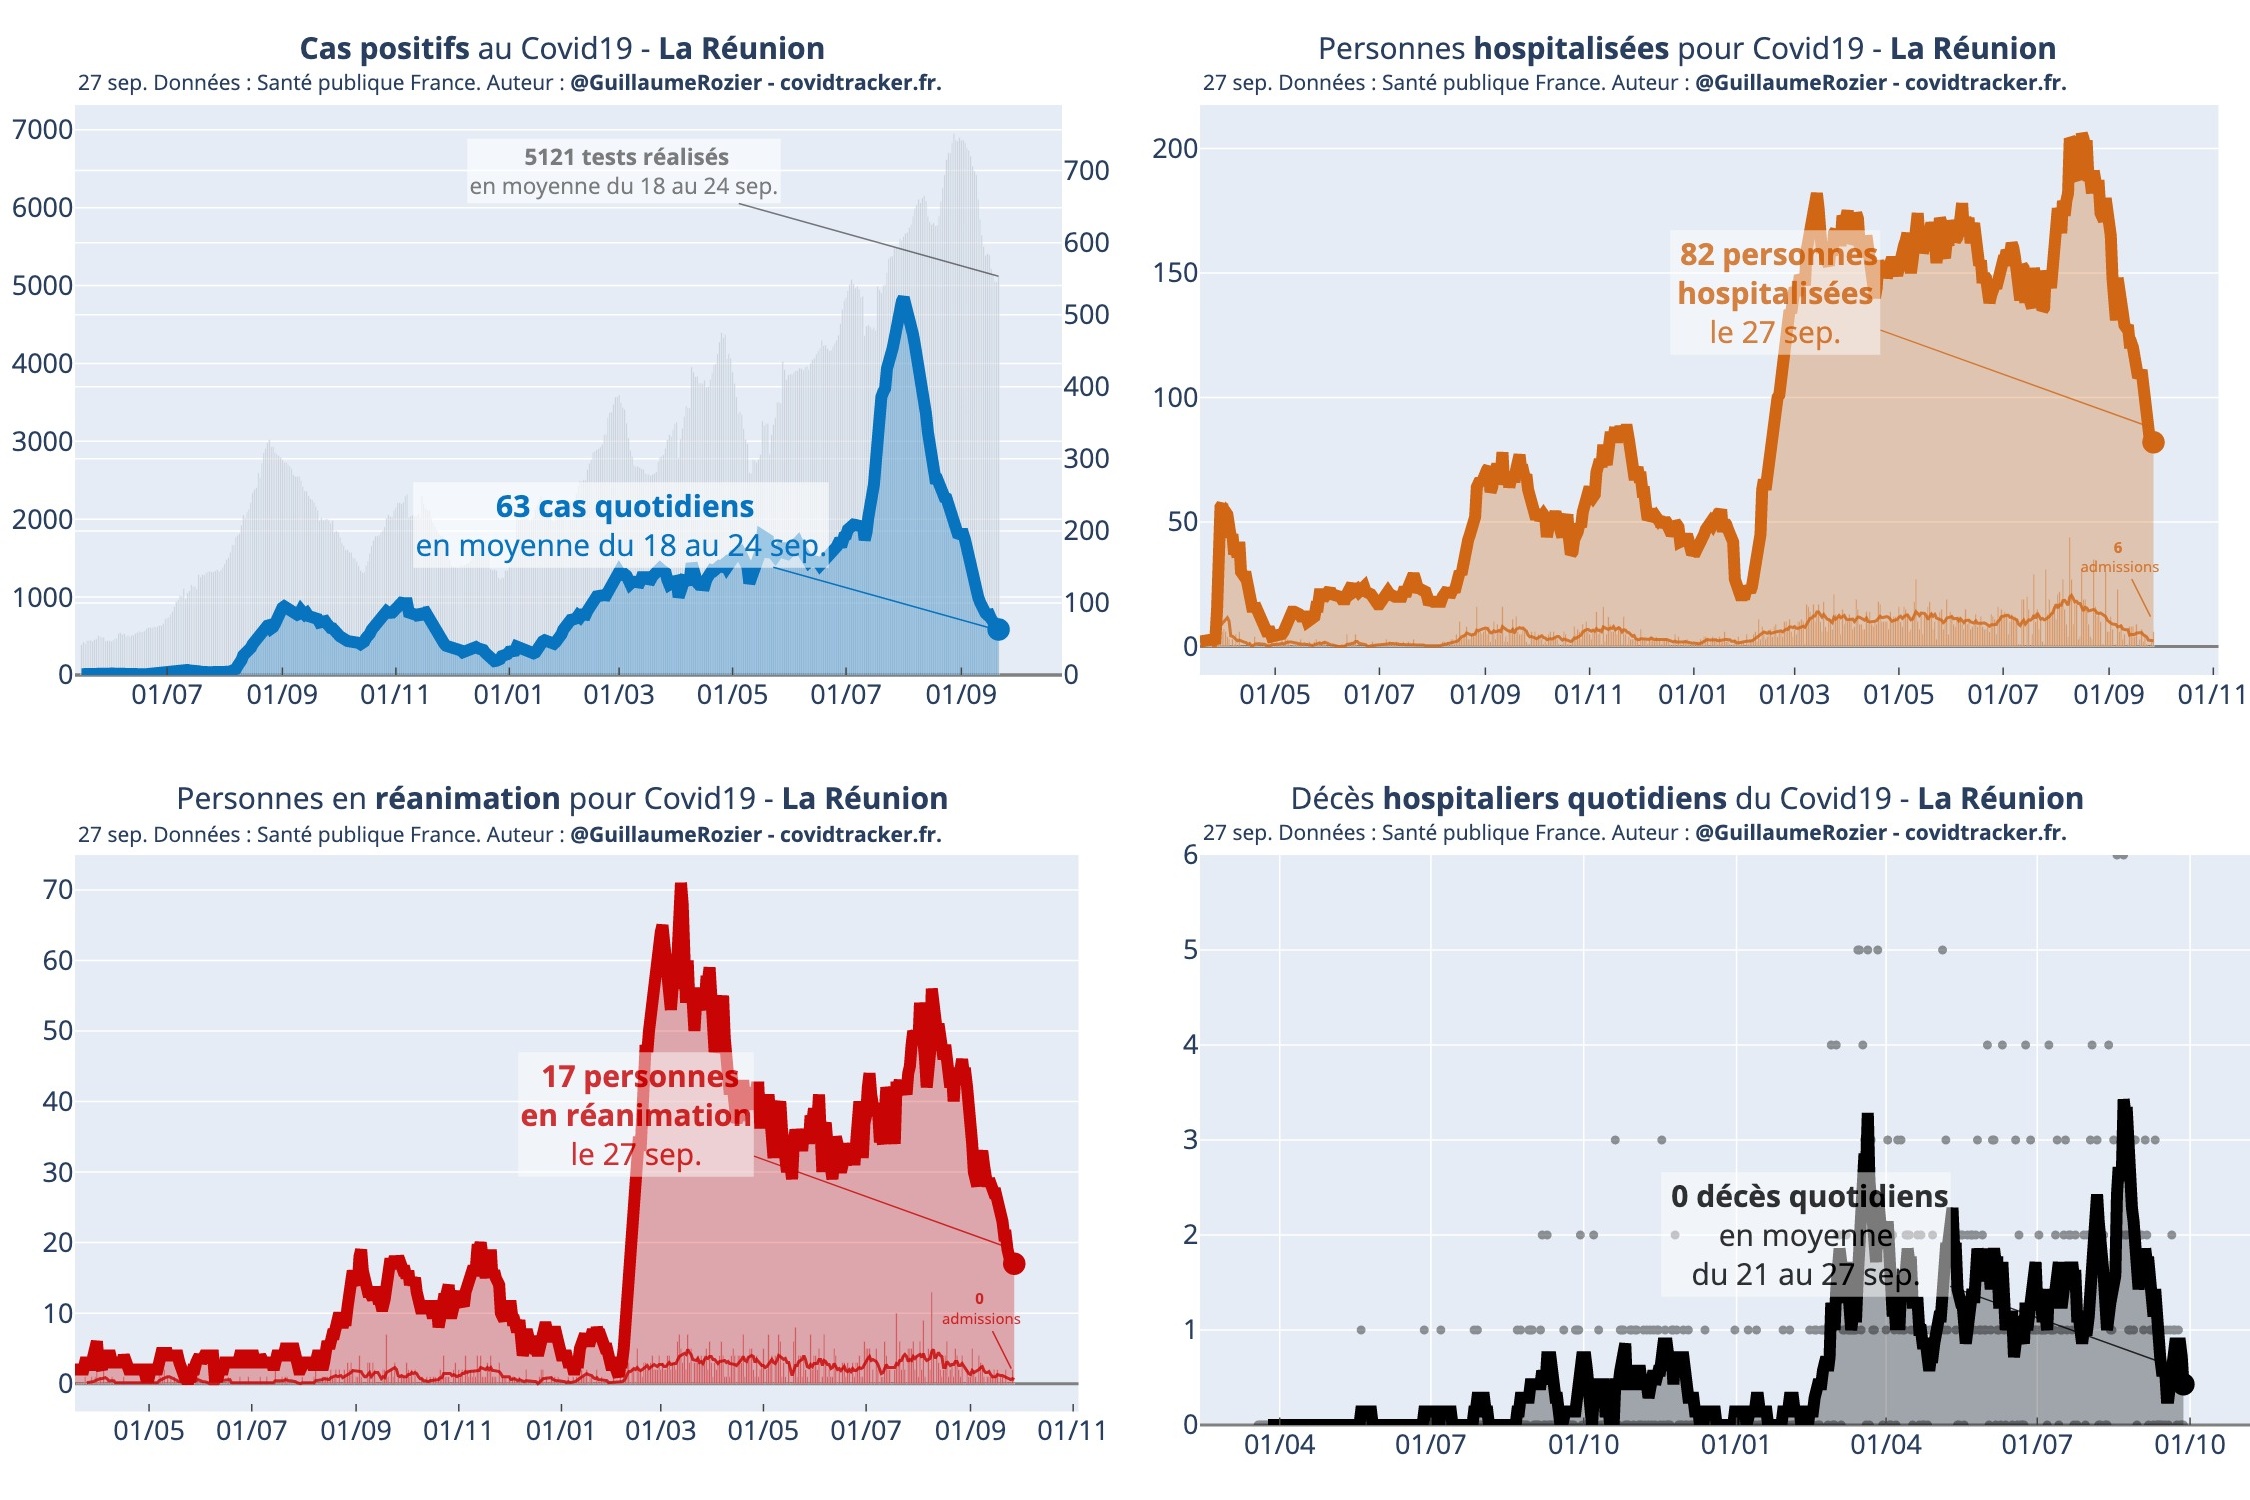 Cas positifs au Covid19 - La Réunion
27 sep. Données : Santé publique France. Auteur : @GuillaumeRozier - covidtracker.fr.
7000
6000
5000
4000
3000
2000
1000
0
700
600
500
400
300
200
100
0
5121 tests réalisés
en moyenne du 18 au 24 sep.
63 cas quotidiens
en moyenne du 18 au 24 sep.
01/07 01/09 01/11 01/01 01/03 01/05 01/07 01/09
Personnes hospitalisées pour Covid19 - La Réunion
27 sep. Données : Santé publique France. Auteur : @GuillaumeRozier - covidtracker.fr.
200
150
100
50
0
82 personnes
hospitalisées
le 27 sep.
6
admissions
01/05 01/07 01/09 01/11 01/01 01/03 01/05 01/07 01/09 01/11
Personnes en réanimation pour Covid19 - La Réunion
27 sep. Données : Santé publique France. Auteur : @GuillaumeRozier - covidtracker.fr.
70
60
50
40
30
20
10
0
17 personnes
en réanimation
le 27 sep.
0
admissions
01/05 01/07 01/09 01/11 01/01 01/03 01/05 01/07 01/09 01/11
Décès hospitaliers quotidiens du Covid19 - La Réunion
27 sep. Données : Santé publique France. Auteur : @GuillaumeRozier - covidtracker.fr.
6
5
4
3
2
1
0
0 décès quotidiens
en moyenne
du 21 au 27 sep.
01/04 01/07 01/10 01/01 01/04 01/07 01/10